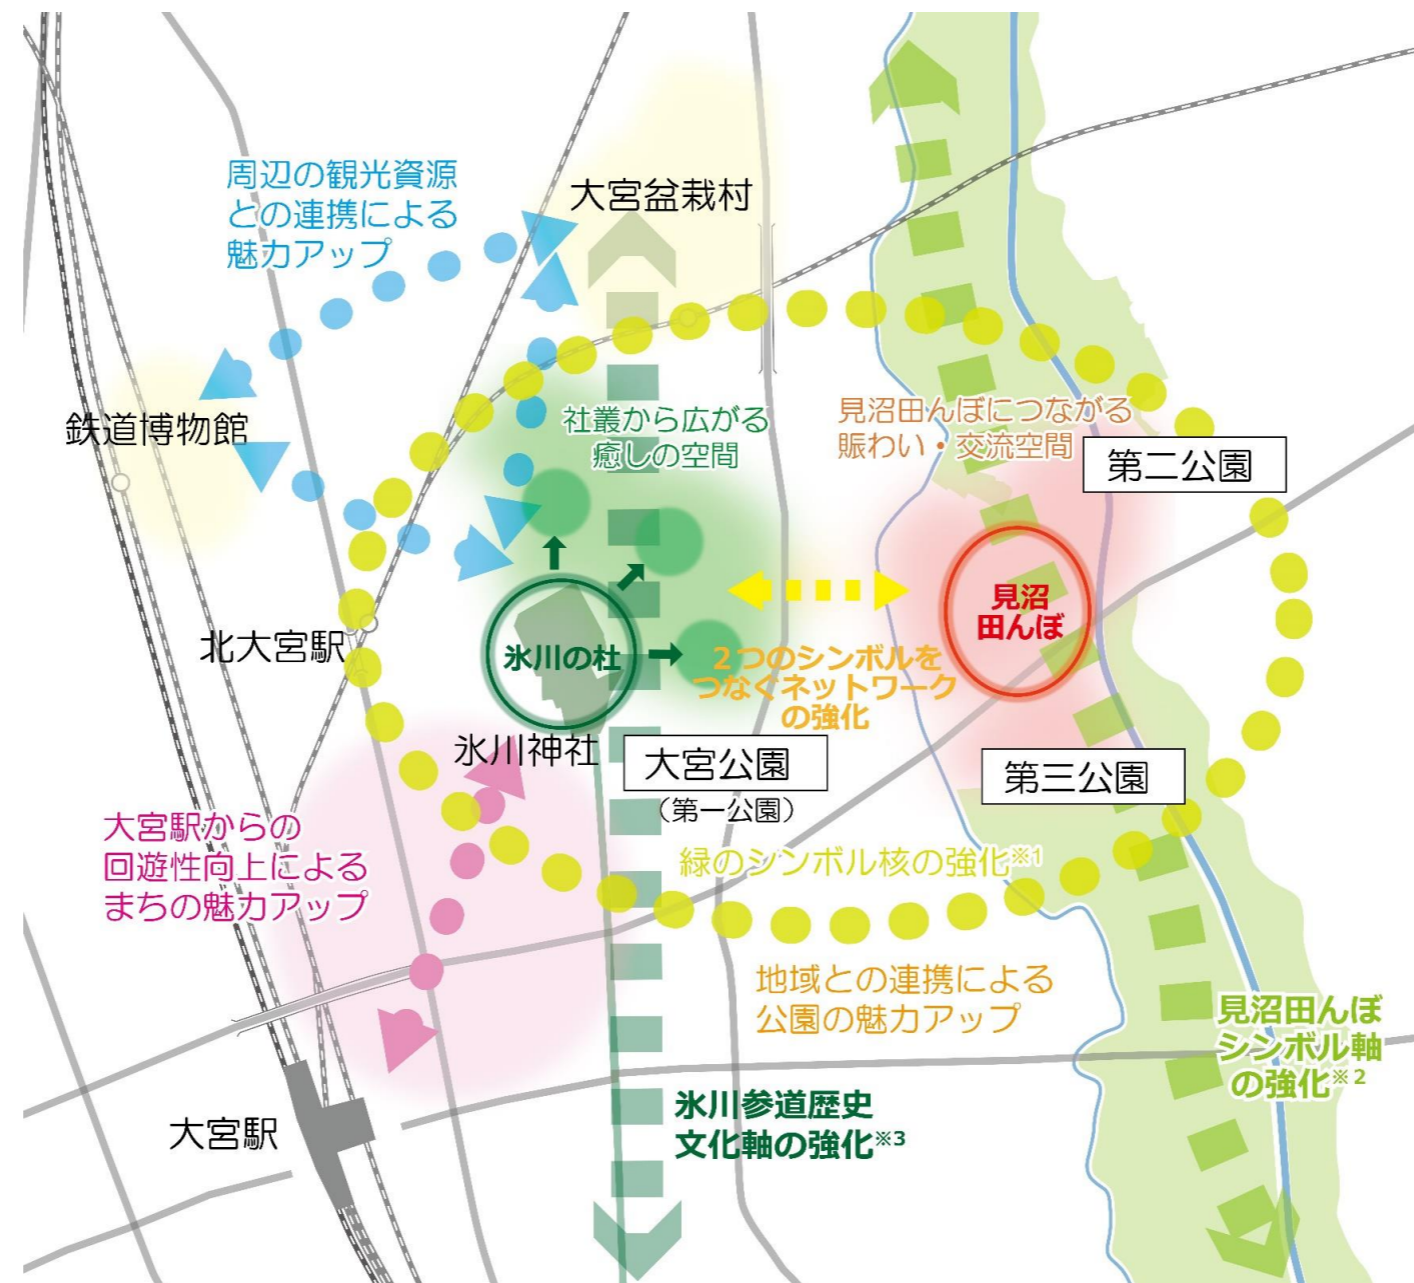 周辺の観光資源
との連携による
魅力アップ
大宮盆栽村
鉄道博物館
社叢から広がる
癒しの空間
見沼田んぼにつながる
賑わい・交流空間
第二公園
見沼
田んぼ
北大宮駅
氷川の杜
2つのシンボルを
つなぐネットワーク
の強化
氷川神社
大宮公園
(第一公園)
第三公園
大宮駅からの
回遊性向上による
まちの魅力アップ
緑のシンボル核の強化※1
地域との連携による
公園の魅力アップ
見沼田んぼ
シンボル軸
の強化※2
氷川参道歴史
文化軸の強化※3
大宮駅